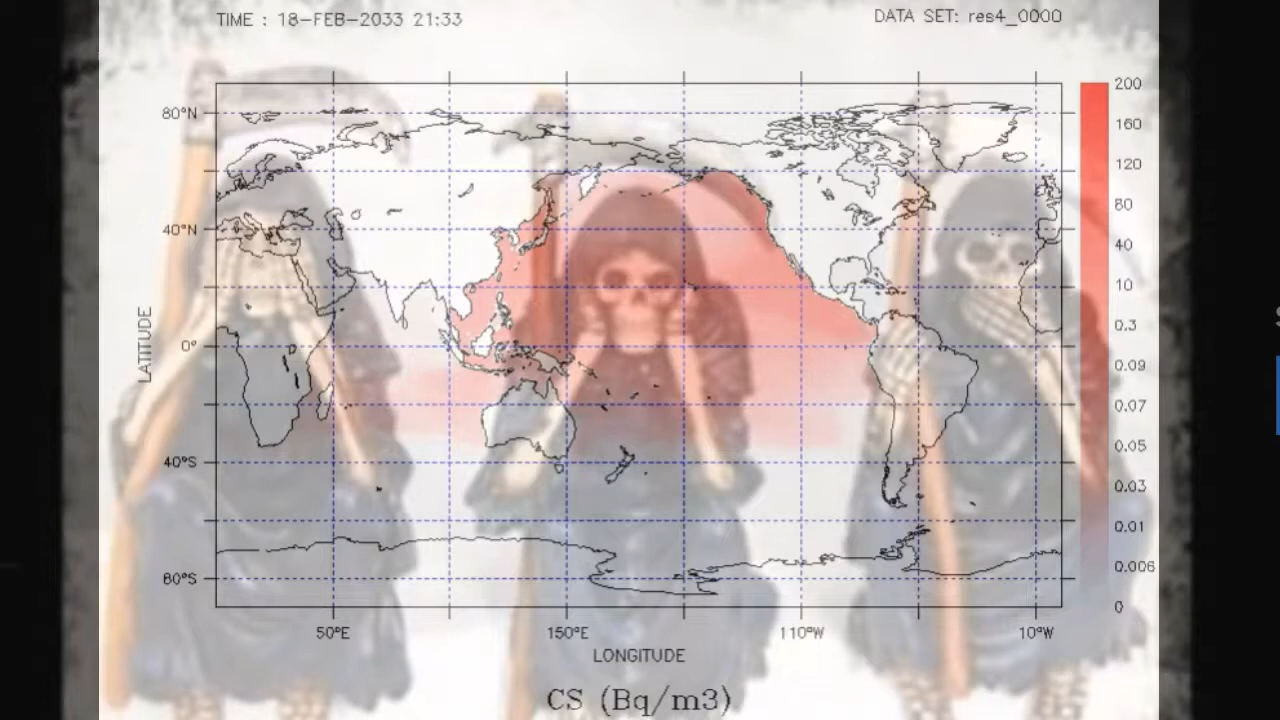 TIME : 18-FEB-2033 21:33
DATA SET: res4_0000
200
160
120
80
40
10
0.3
0.09
0.07
0.05
0.03
0.01
0.006
0
80°N
40°N
0°
40°S
80°S
LATITUDE
50°E
150°E
110°W
10°W
LONGITUDE
CS (Bq/m3)